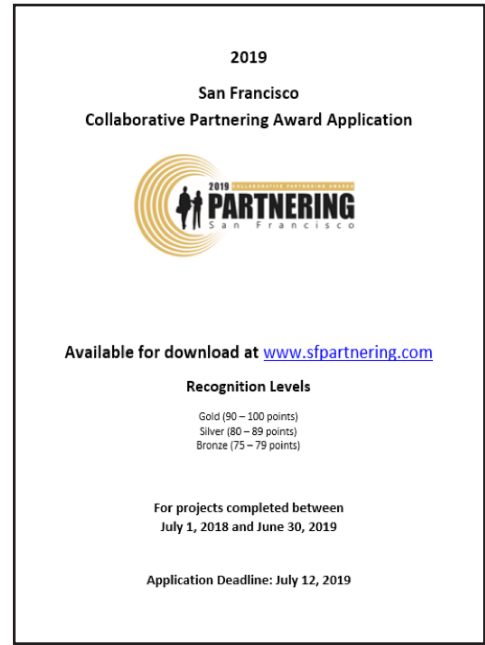 2019
San Francisco
Collaborative Partnering Award Application
2019 COLLABORATIVE PARTNERING AWARDS
PARTNERING
San Francisco
Available for download at www.sfpartnering.com
Recognition Levels
Gold (90 – 100 points)
Silver (80 – 89 points)
Bronze (75 – 79 points)
For projects completed between
July 1, 2018 and June 30, 2019
Application Deadline: July 12, 2019